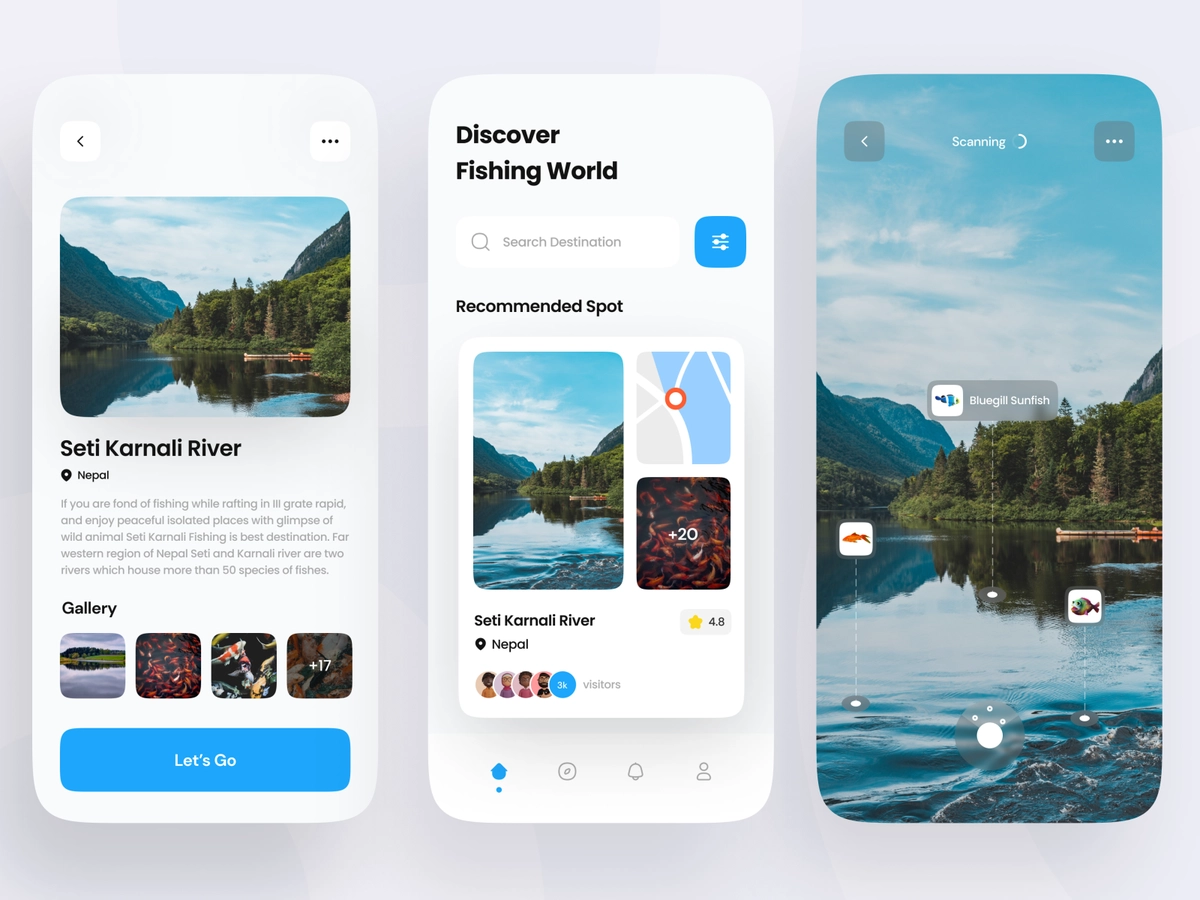 Seti Karnali River
Nepal
If you are fond of fishing while rafting in III grate rapid,
and enjoy peaceful isolated places with glimpse of
wild animal Seti Karnali Fishing is best destination. Far
western region of Nepal Seti and Karnali river are two
rivers which house more than 50 species of fishes.
Gallery
+17
Let's Go
Discover
Fishing World
Search Destination
Recommended Spot
+20
Seti Karnali River
4.8
Nepal
3k
visitors
Scanning
Bluegill Sunfish